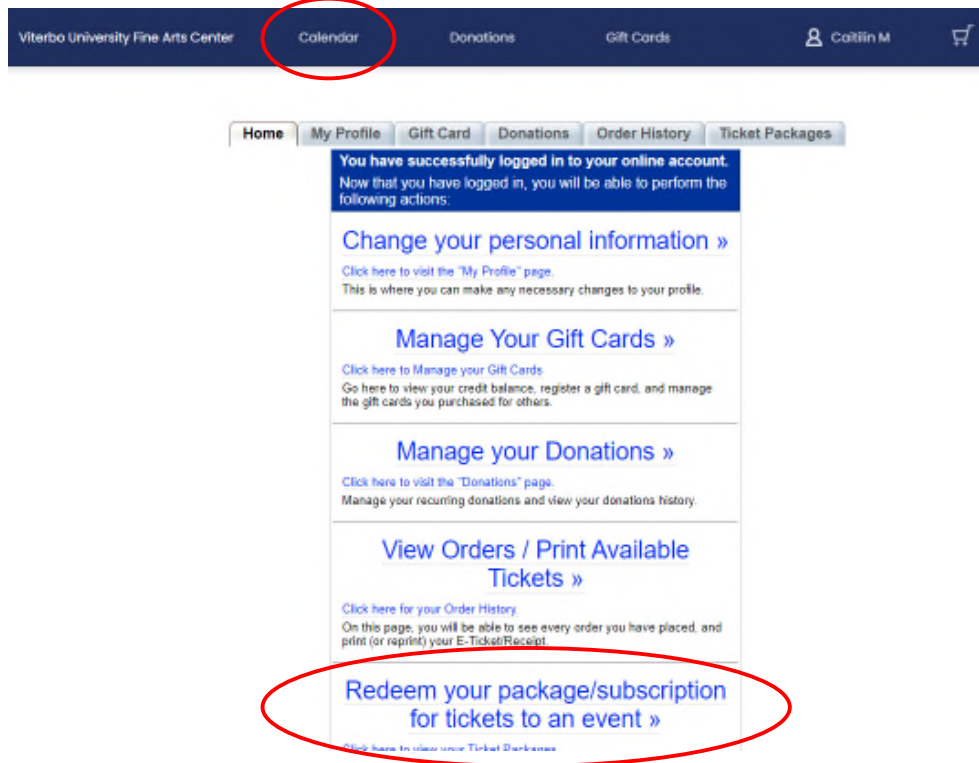 Viterbo University Fine Arts Center Calendar Donations Gift Cards Caitlin M
Home My Profile Gift Card Donations Order History Ticket Packages
You have successfully logged in to your online account.
Now that you have logged in, you will be able to perform the
following actions:
Change your personal information »
Click here to visit the "My Profile" page.
This is where you can make any necessary changes to your profile.
Manage Your Gift Cards »
Click here to Manage your Gift Cards
Go here to view your credit balance, register a gift card, and manage
the gift cards you purchased for others.
Manage your Donations »
Click here to visit the "Donations" page.
Manage your recurring donations and view your donations history.
View Orders / Print Available
Tickets »
Click here for your Order History.
On this page, you will be able to see every order you have placed, and
print (or reprint) your E-Ticket/Receipt.
Redeem your package/subscription
for tickets to an event »
Click here to view your Ticket Packages